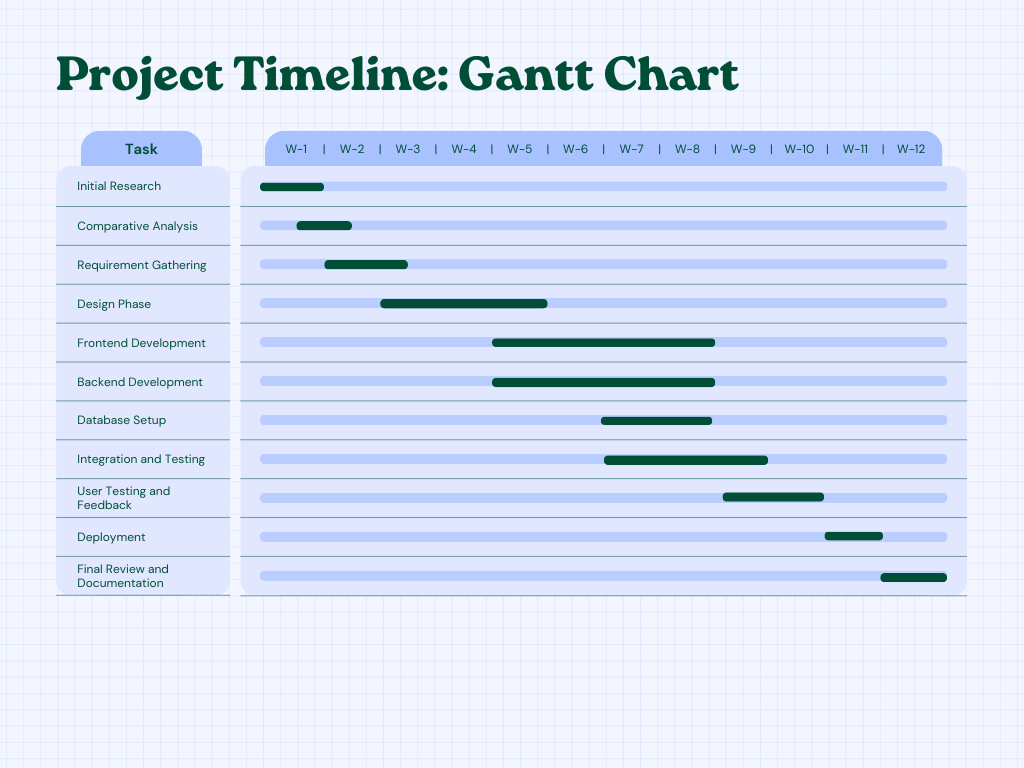 Project Timeline: Gantt Chart
Task
W-1 | W-2 | W-3 | W-4 | W-5 | W-6 | W-7 | W-8 | W-9 | W-10 | W-11 | W-12
Initial Research
Comparative Analysis
Requirement Gathering
Design Phase
Frontend Development
Backend Development
Database Setup
Integration and Testing
User Testing and
Feedback
Deployment
Final Review and
Documentation